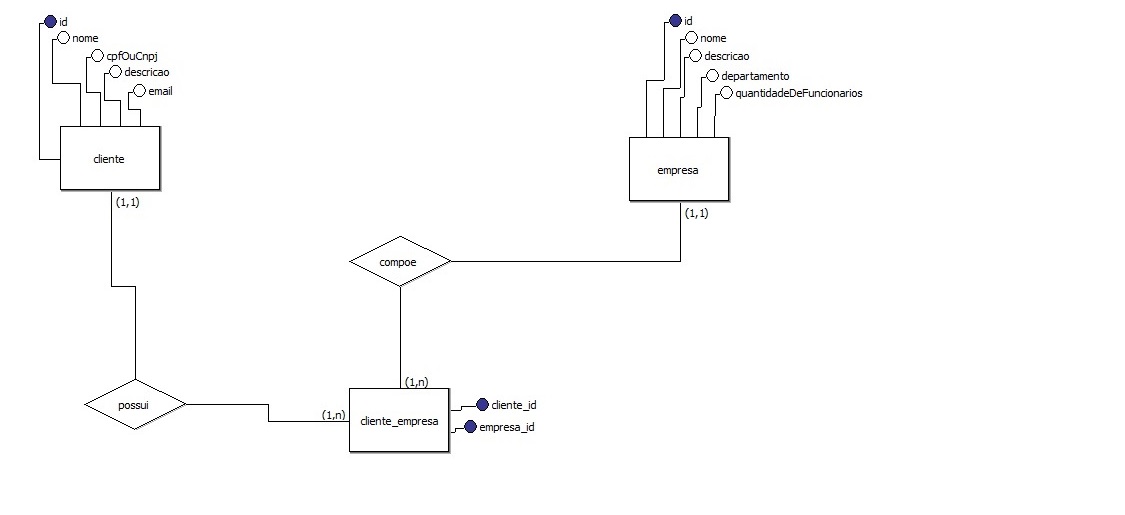 id
nome
cpfOuCnpj
descricao
email
cliente
(1,1)
id
nome
descricao
departamento
quantidadeDeFuncionarios
empresa
(1,1)
compoe
(1,n)
possui
(1,n)
cliente_empresa
cliente_id
empresa_id